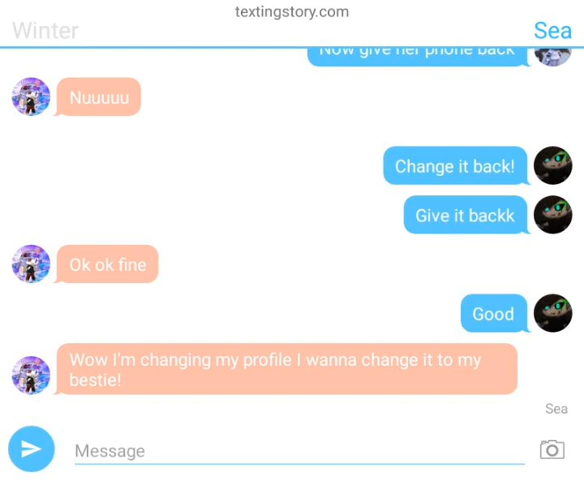 textingstory.com
Winter
Sea
Now give her phone back
Nuuuuu
Change it back!
Give it backk
Ok ok fine
Good
Wow I'm changing my profile I wanna change it to my
bestie!
Sea
Message